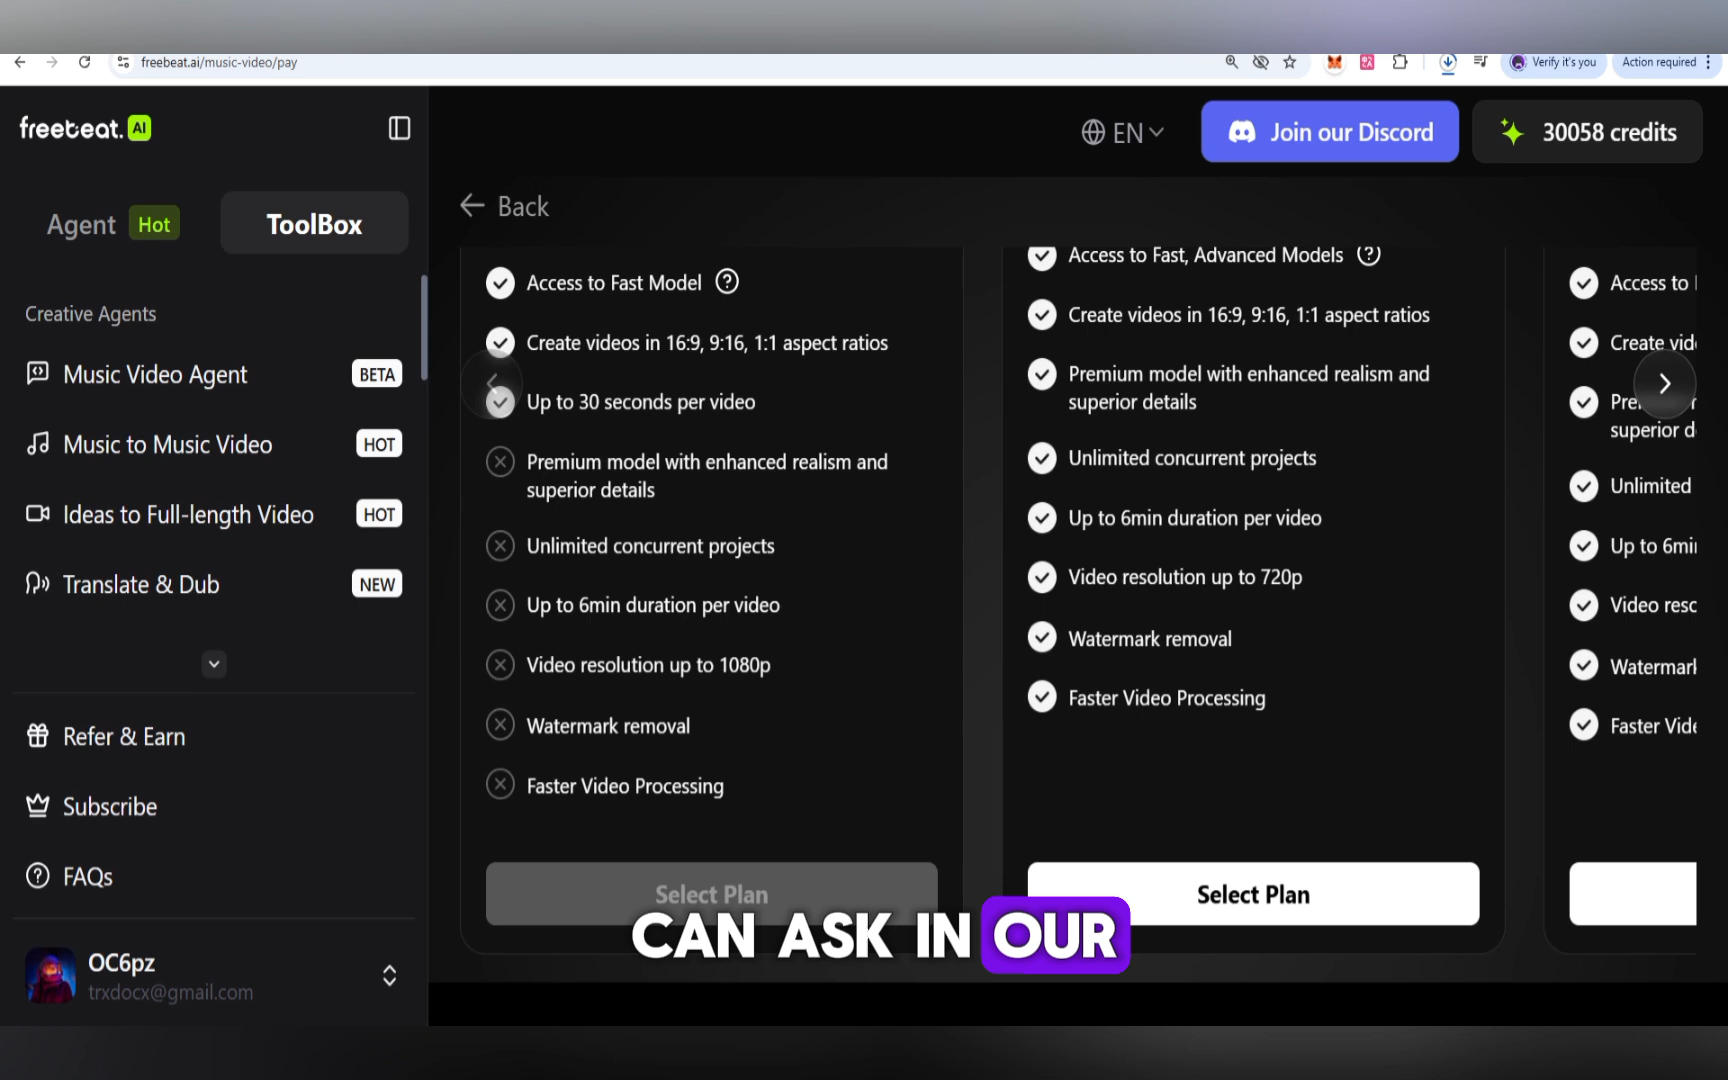 freebeat.ai/music-video/pay
Verify it's you
Action required
freebeat. AI
EN
Join our Discord
30058 credits
Agent Hot
ToolBox
Back
Creative Agents
Music Video Agent BETA
Music to Music Video HOT
Ideas to Full-length Video HOT
Translate & Dub NEW
Refer & Earn
Subscribe
FAQs
OC6pz
trxdocx@gmail.com
Access to Fast Model
Create videos in 16:9, 9:16, 1:1 aspect ratios
Up to 30 seconds per video
Premium model with enhanced realism and
superior details
Unlimited concurrent projects
Up to 6min duration per video
Video resolution up to 1080p
Watermark removal
Faster Video Processing
Select Plan
Access to Fast, Advanced Models
Create videos in 16:9, 9:16, 1:1 aspect ratios
Premium model with enhanced realism and
superior details
Unlimited concurrent projects
Up to 6min duration per video
Video resolution up to 720p
Watermark removal
Faster Video Processing
Select Plan
Access to
Create
superior
Unlimited
Up to
Video
Watermark
Faster
CAN ASK IN OUR